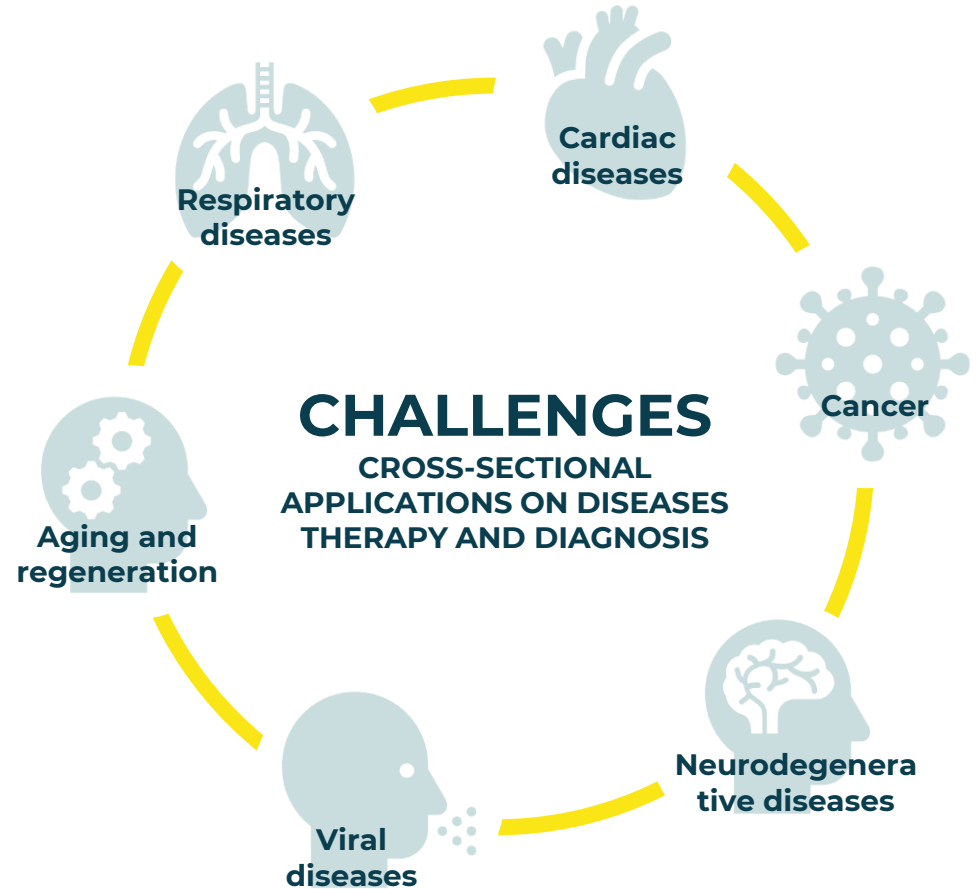 Cardiac
diseases
Respiratory
diseases
Cancer
CHALLENGES
CROSS-SECTIONAL
APPLICATIONS ON DISEASES
THERAPY AND DIAGNOSIS
Aging and
regeneration
Neurodegenera
tive diseases
Viral
diseases